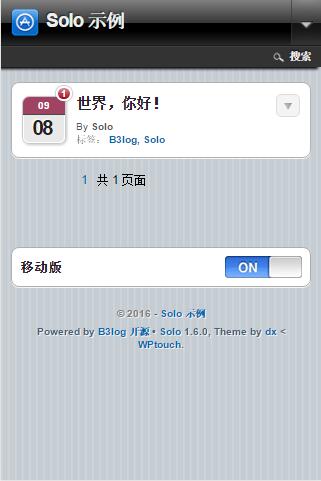 Solo 示例
搜索
1
09
08
世界，你好！
By Solo
标签： B3log, Solo
1 共 1 页面
移动版
ON
© 2016 - Solo 示例
Powered by B3log 开源 • Solo 1.6.0, Theme by dx <
WPtouch.